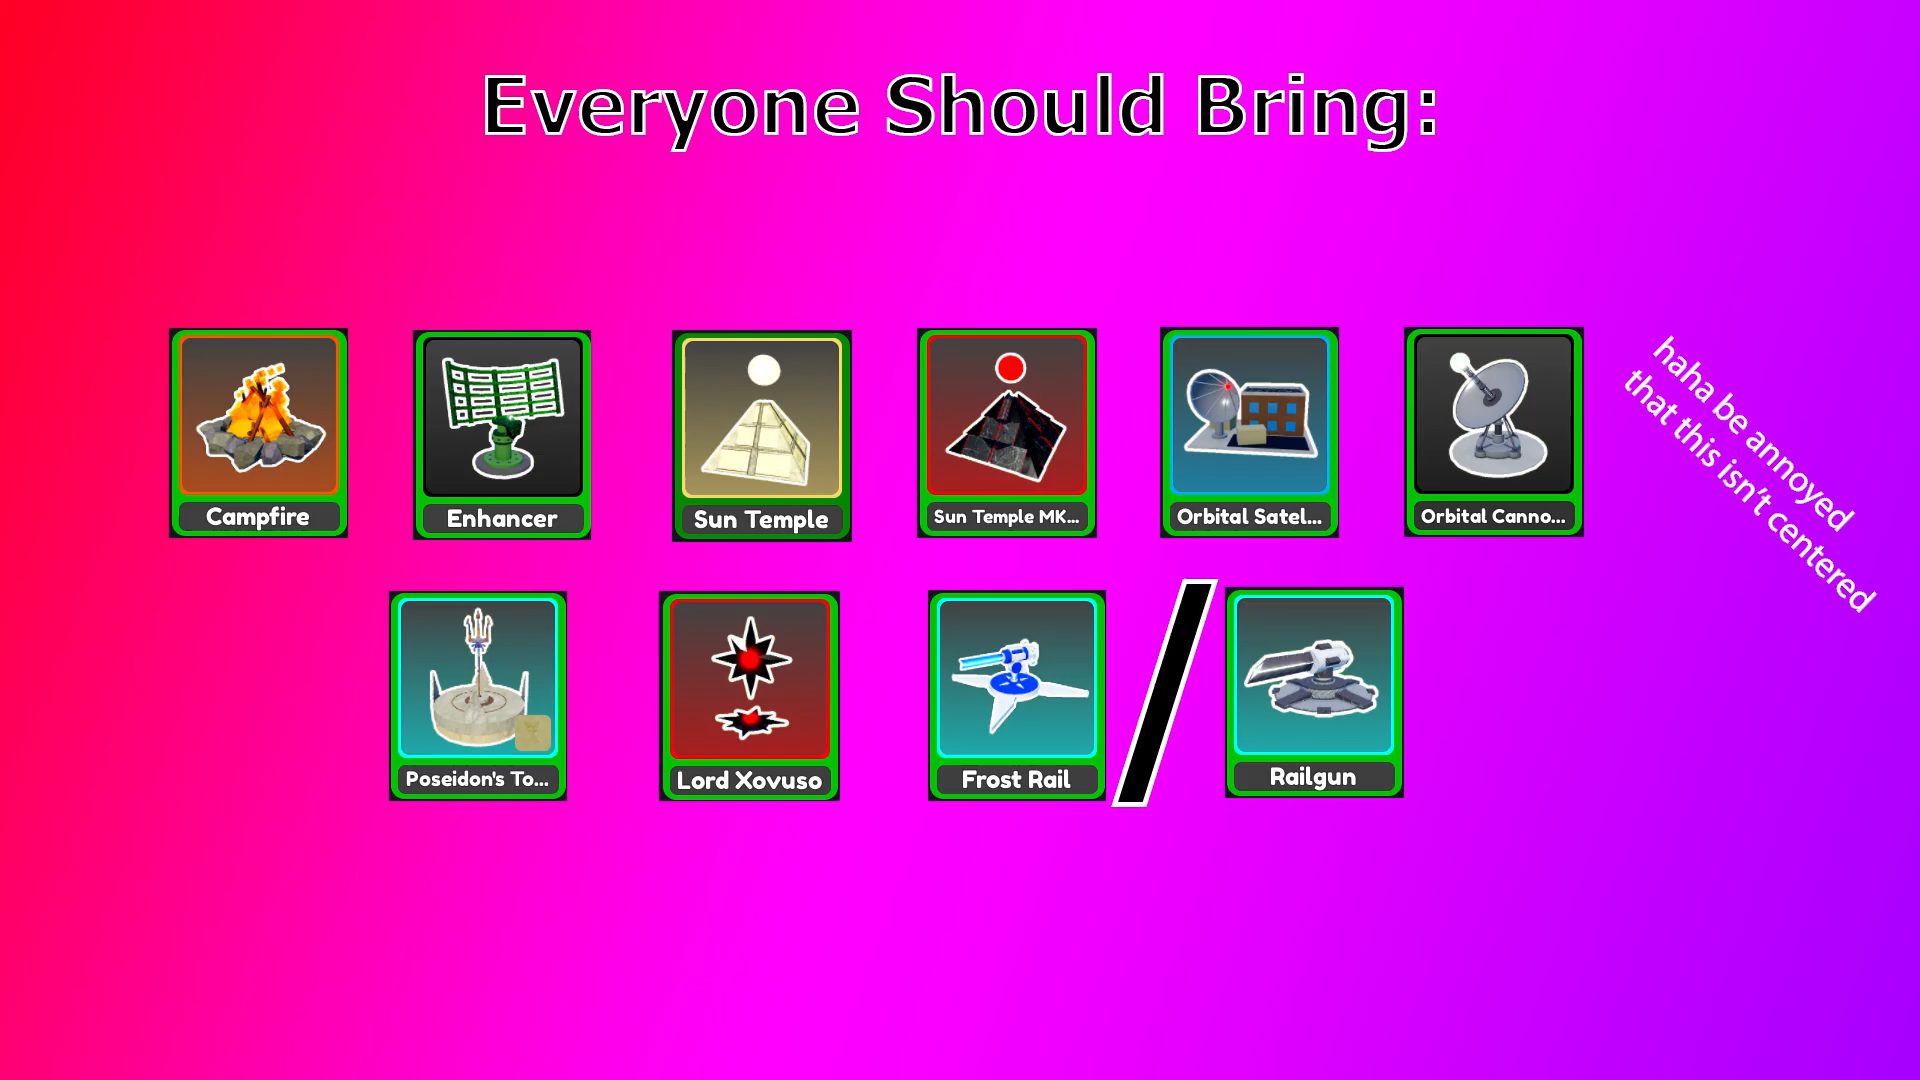 Everyone Should Bring:
Campfire
Enhancer
Sun Temple
Sun Temple MK...
Orbital Satel...
Orbital Canno...
haha be annoyed
that this isn't centered
Poseidon's To...
Lord Xovuso
Frost Rail
/
Railgun